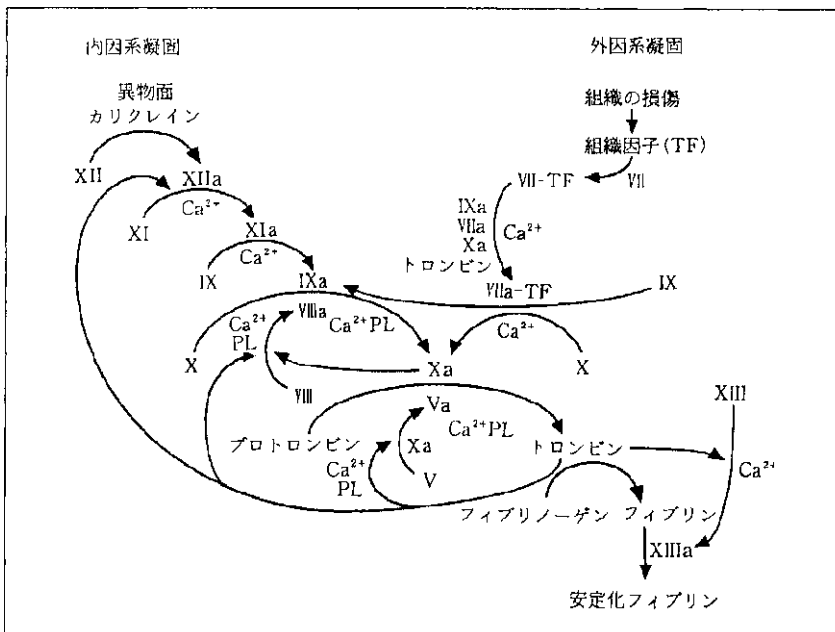 内因系凝固
外因系凝固
異物面
カリクレイン
組織の損傷
組織因子(TF)
XII
XIIa
VII-TF
VII
Ca²⁺
XI
XIa
IXa
VIIa
Xa
Ca²⁺
トロンビン
Ca²⁺
IX
IXa
VIIa-TF
IX
VIIIa
Ca²⁺
PL
Ca²⁺PL
Ca²⁺
X
Xa
X
VIII
XIII
Va
Ca²⁺PL
プロトロンビン
Xa
トロンビン
Ca²⁺
PL
V
Ca²⁺
フィブリノーゲン
フィブリン
XIIIa
安定化フィブリン